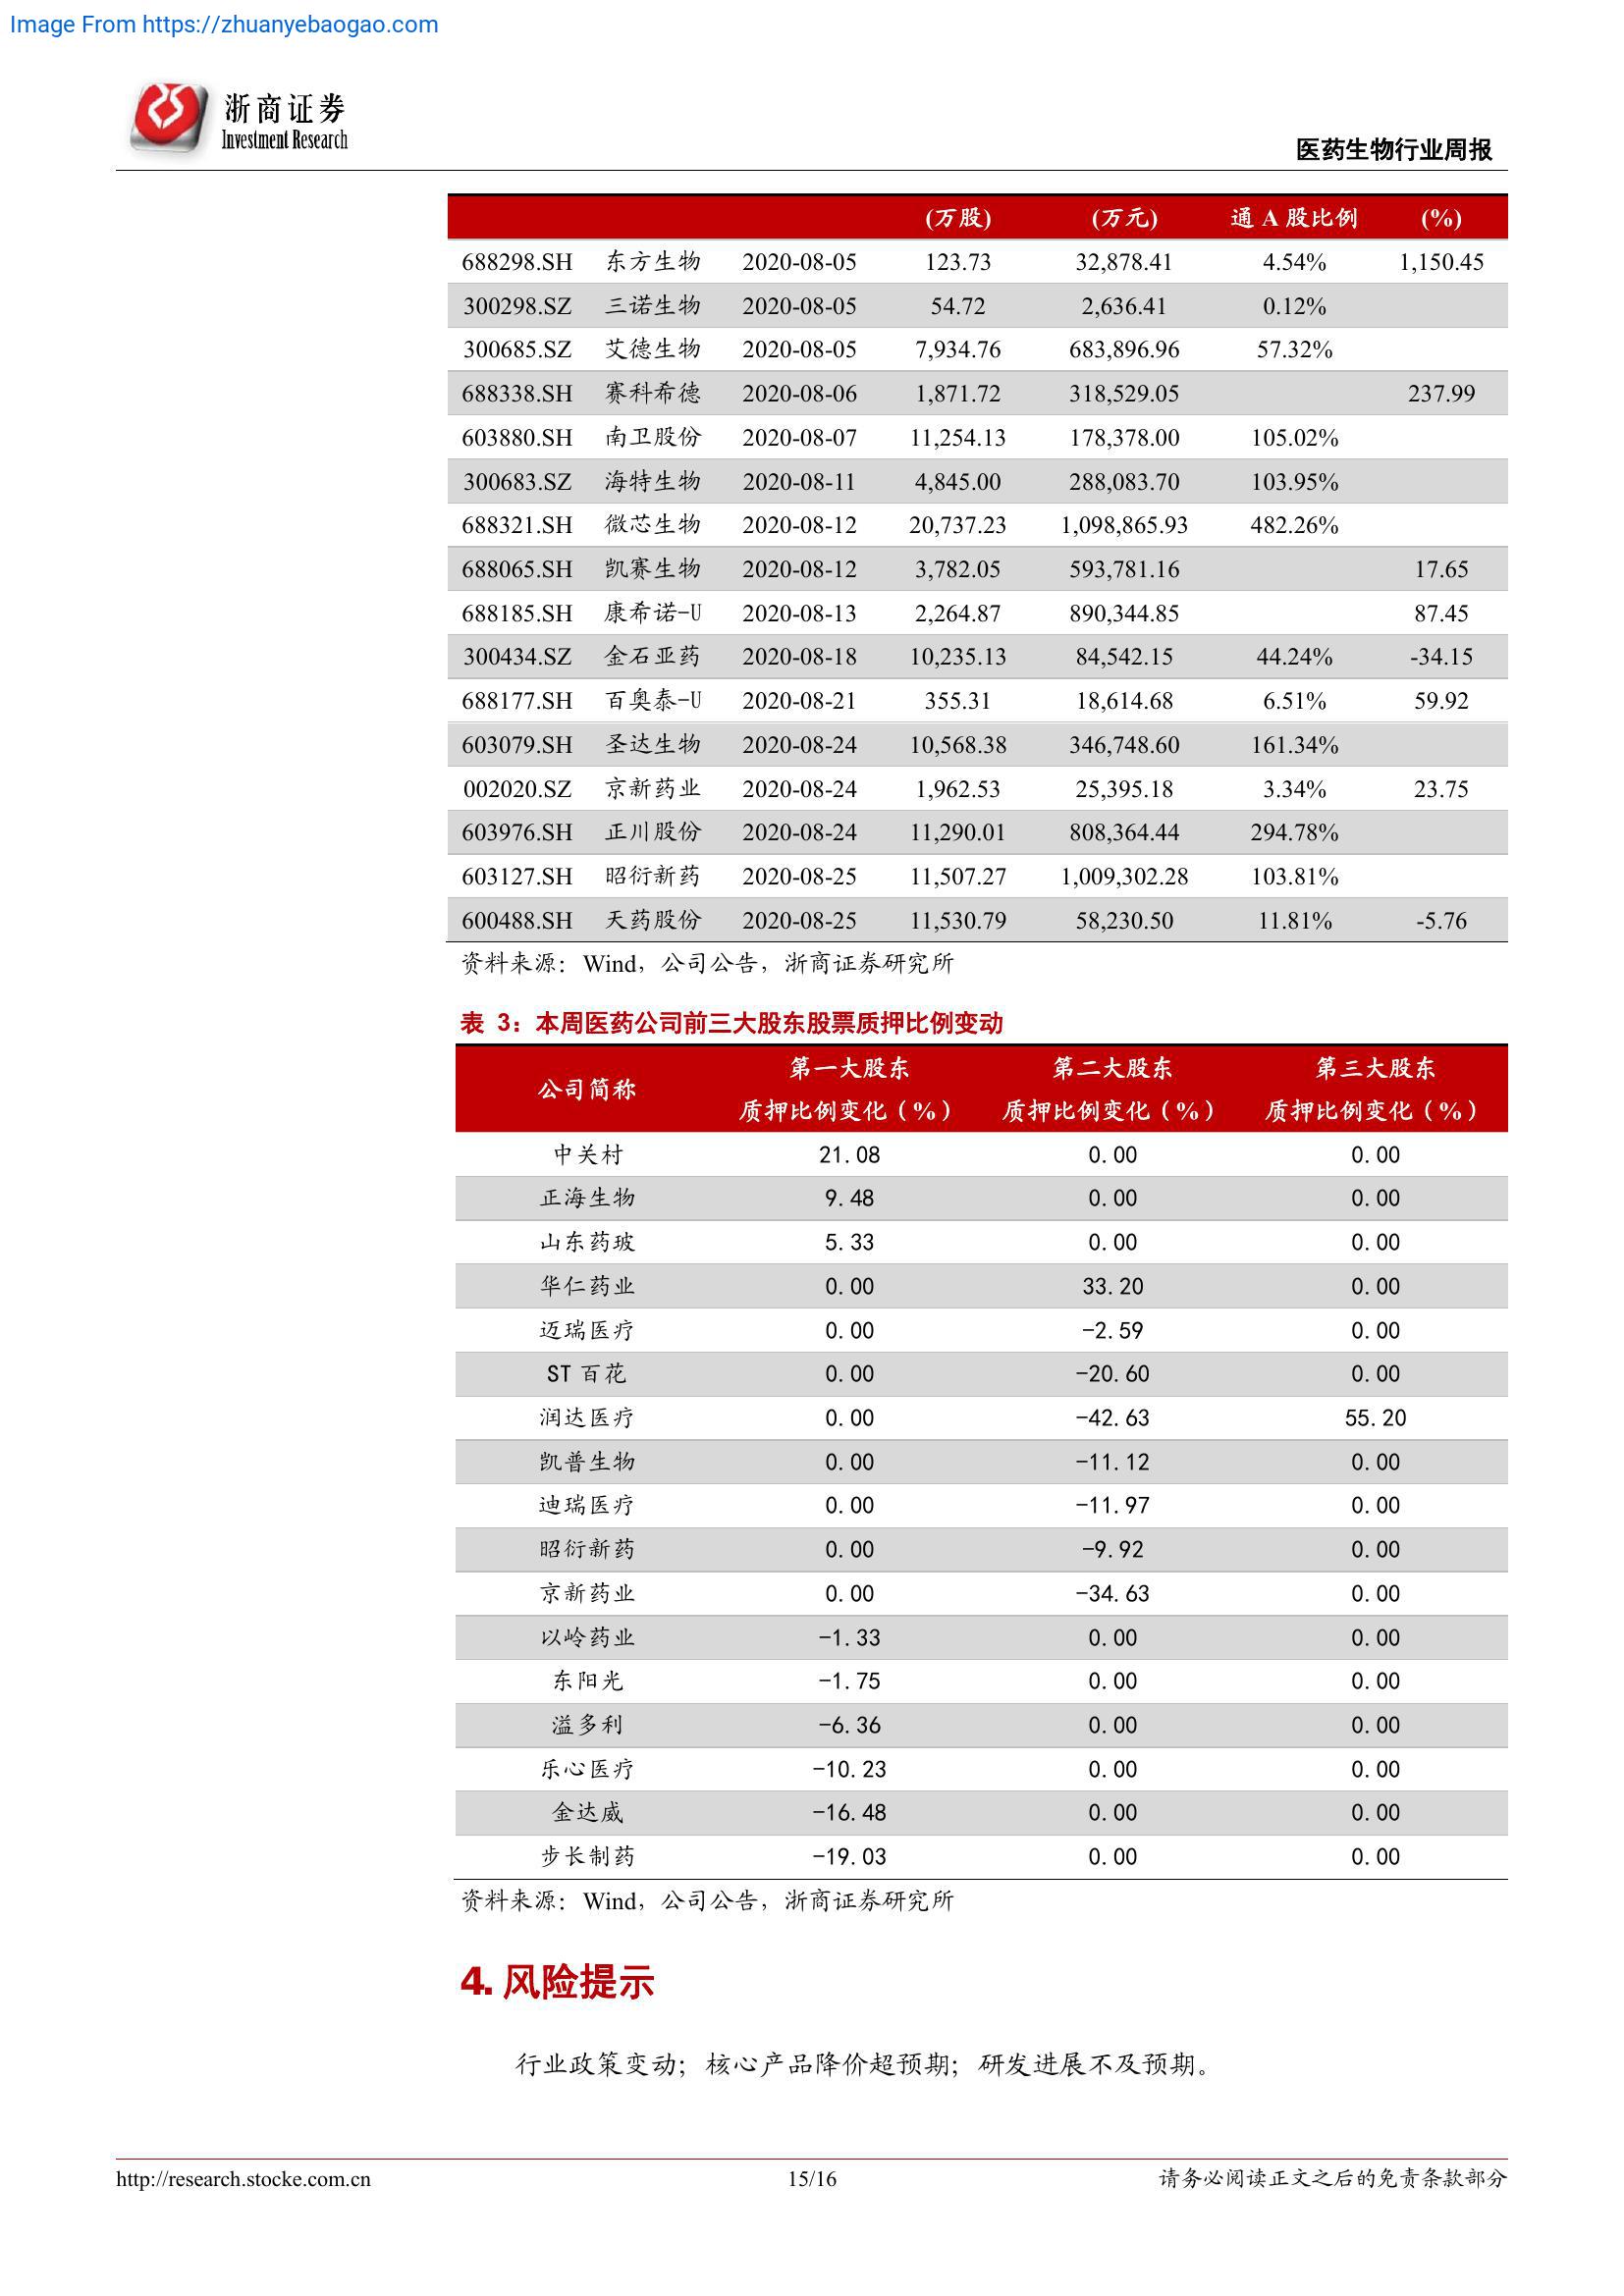 Image From https://zhuanyebaogao.com
浙商证券
Investment Research
医药生物行业周报
(万股) (万元) 通 A 股比例 (%)
688298.SH 东方生物 2020-08-05 123.73 32,878.41 4.54% 1,150.45
300298.SZ 三诺生物 2020-08-05 54.72 2,636.41 0.12%
300685.SZ 艾德生物 2020-08-05 7,934.76 683,896.96 57.32%
688338.SH 赛科希德 2020-08-06 1,871.72 318,529.05 237.99
603880.SH 南卫股份 2020-08-07 11,254.13 178,378.00 105.02%
300683.SZ 海特生物 2020-08-11 4,845.00 288,083.70 103.95%
688321.SH 微芯生物 2020-08-12 20,737.23 1,098,865.93 482.26%
688065.SH 凯赛生物 2020-08-12 3,782.05 593,781.16 17.65
688185.SH 康希诺-U 2020-08-13 2,264.87 890,344.85 87.45
300434.SZ 金石亚药 2020-08-18 10,235.13 84,542.15 44.24% -34.15
688177.SH 百奥泰-U 2020-08-21 355.31 18,614.68 6.51% 59.92
603079.SH 圣达生物 2020-08-24 10,568.38 346,748.60 161.34%
002020.SZ 京新药业 2020-08-24 1,962.53 25,395.18 3.34% 23.75
603976.SH 正川股份 2020-08-24 11,290.01 808,364.44 294.78%
603127.SH 昭衍新药 2020-08-25 11,507.27 1,009,302.28 103.81%
600488.SH 天药股份 2020-08-25 11,530.79 58,230.50 11.81% -5.76
资料来源：Wind，公司公告，浙商证券研究所
表 3：本周医药公司前三大股东股票质押比例变动
公司简称 第一大股东 第二大股东 第三大股东
质押比例变化（%） 质押比例变化（%） 质押比例变化（%）
中关村 21.08 0.00 0.00
正海生物 9.48 0.00 0.00
山东药玻 5.33 0.00 0.00
华仁药业 0.00 33.20 0.00
迈瑞医疗 0.00 -2.59 0.00
ST 百花 0.00 -20.60 0.00
润达医疗 0.00 -42.63 55.20
凯普生物 0.00 -11.12 0.00
迪瑞医疗 0.00 -11.97 0.00
昭衍新药 0.00 -9.92 0.00
京新药业 0.00 -34.63 0.00
以岭药业 -1.33 0.00 0.00
东阳光 -1.75 0.00 0.00
溢多利 -6.36 0.00 0.00
乐心医疗 -10.23 0.00 0.00
金达威 -16.48 0.00 0.00
步长制药 -19.03 0.00 0.00
资料来源：Wind，公司公告，浙商证券研究所
4. 风险提示
行业政策变动；核心产品降价超预期；研发进展不及预期。
http://research.stocke.com.cn 15/16 请务必阅读正文之后的免责条款部分